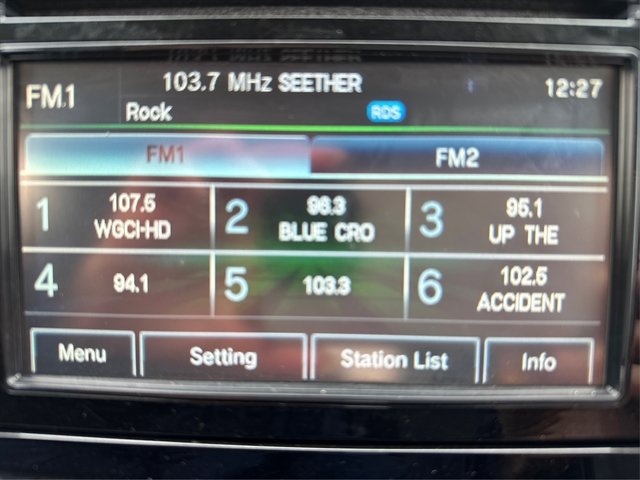 FM1 103.7 MHz SEETHER 12:27
Rock RDS
FM1 FM2
1 107.5 WGCI-HD
2 96.3 BLUE CRO
3 95.1 UP THE
4 94.1
5 103.3
6 102.5 ACCIDENT
Menu Setting Station List Info